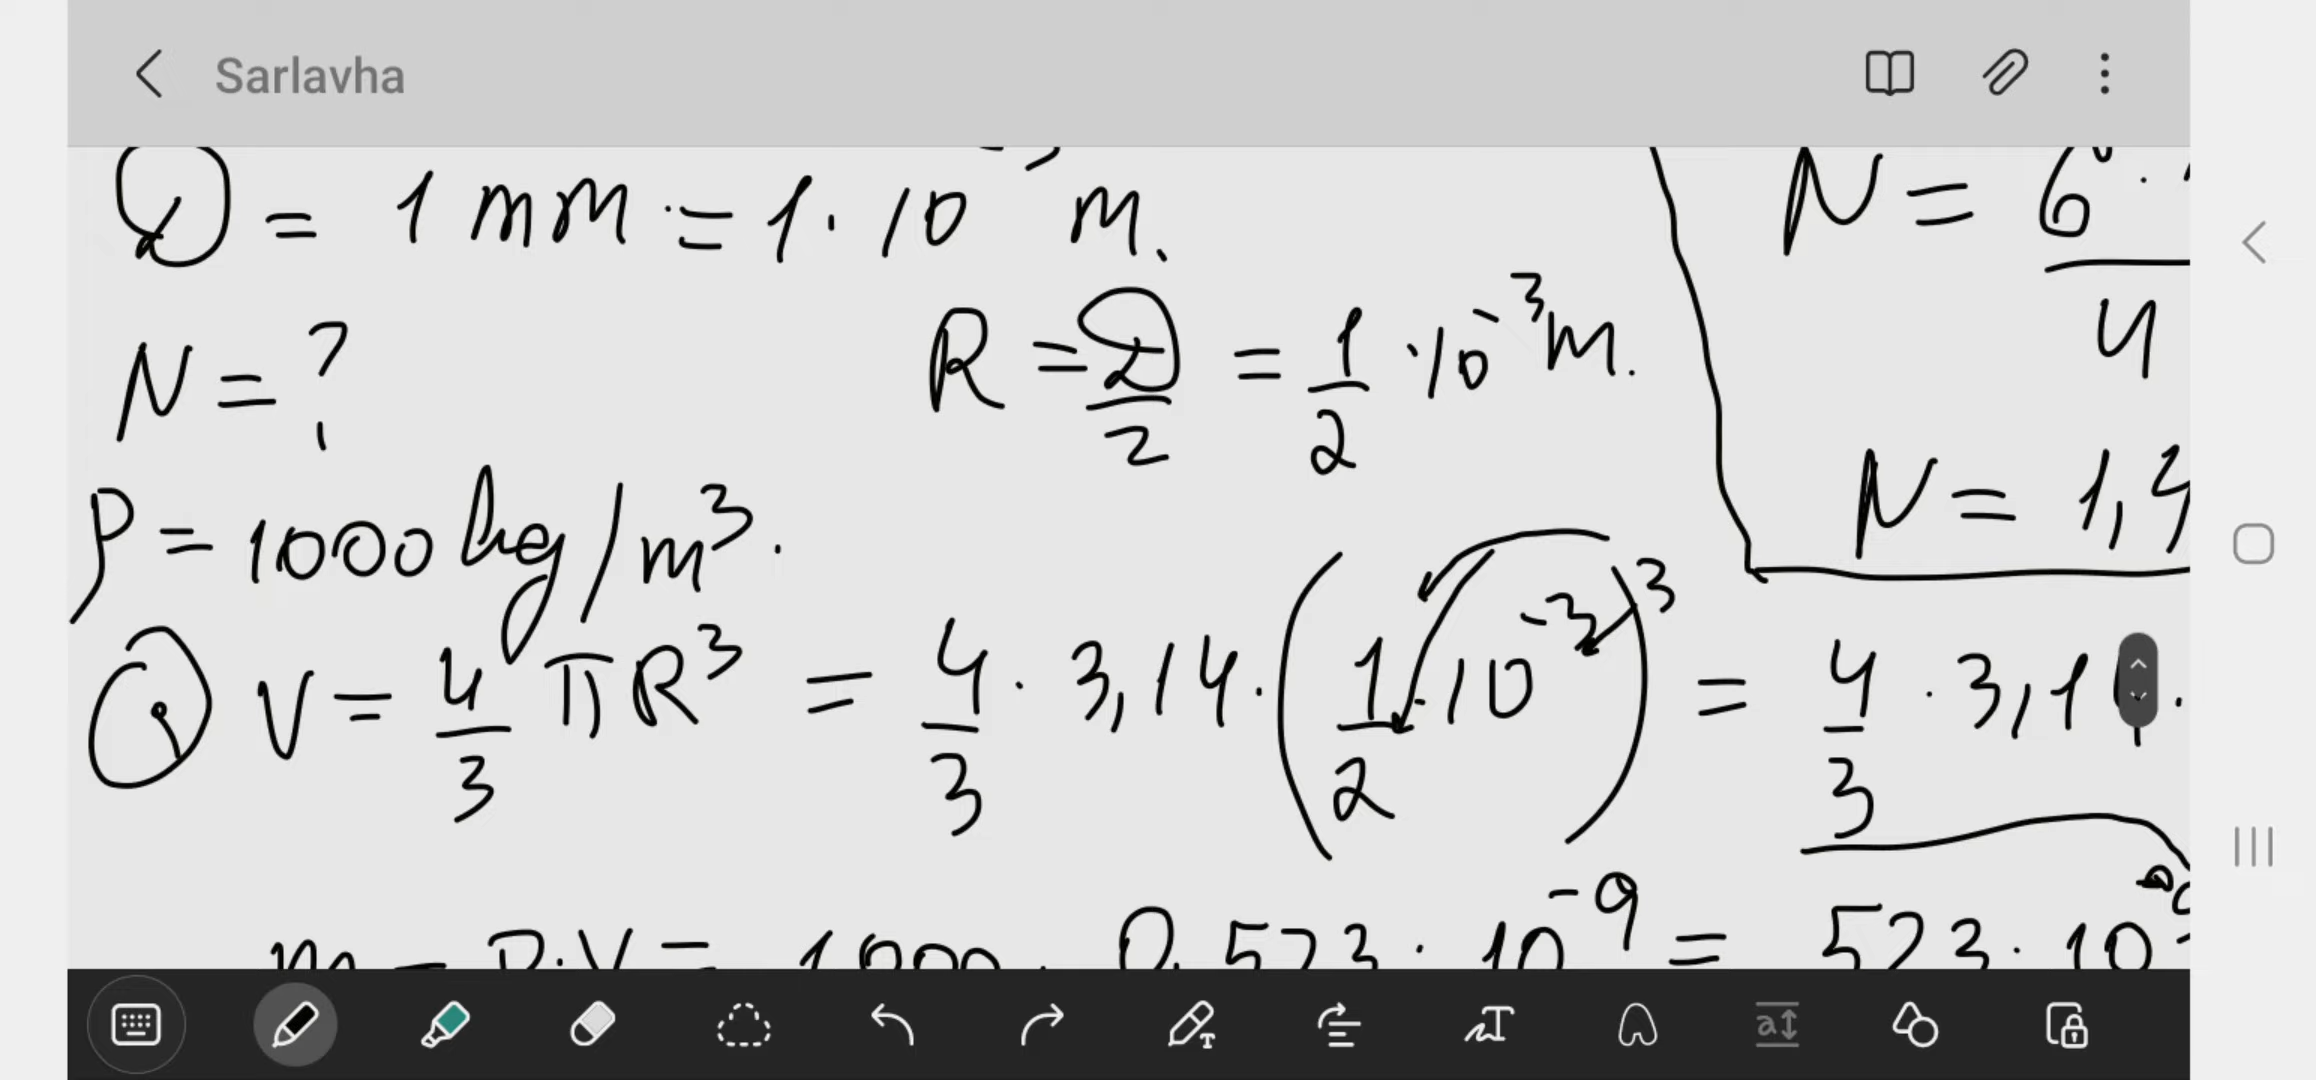 Sarlavha
D = 1 mm = 1 · 10⁻³ m.
N = ?
R = D/2 = 1/2 · 10⁻³ m.
ρ = 1000 kg/m³.
V = 4/3 πR³ = 4/3 · 3,14 · (1/2 · 10⁻³)³ = 4/3 · 3,14 ·
m = ρ·V = 1000 · 0,523 · 10⁻⁹ = 523 · 10
N = 6 ·
4
N = 1,4